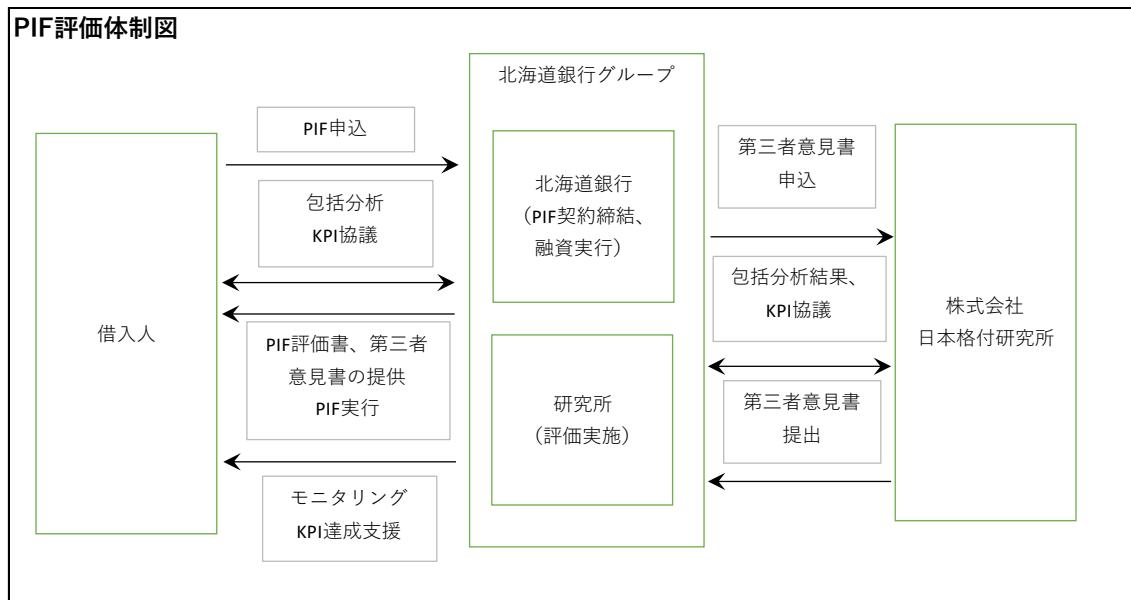 PIF評価体制図
北海道銀行グループ
PIF申込
包括分析
KPI協議
借入人
PIF評価書、第三者
意見書の提供
PIF実行
モニタリング
KPI達成支援
北海道銀行
(PIF契約締結、
融資実行)
研究所
(評価実施)
第三者意見書
申込
包括分析結果、
KPI協議
第三者意見書
提出
株式会社
日本格付研究所